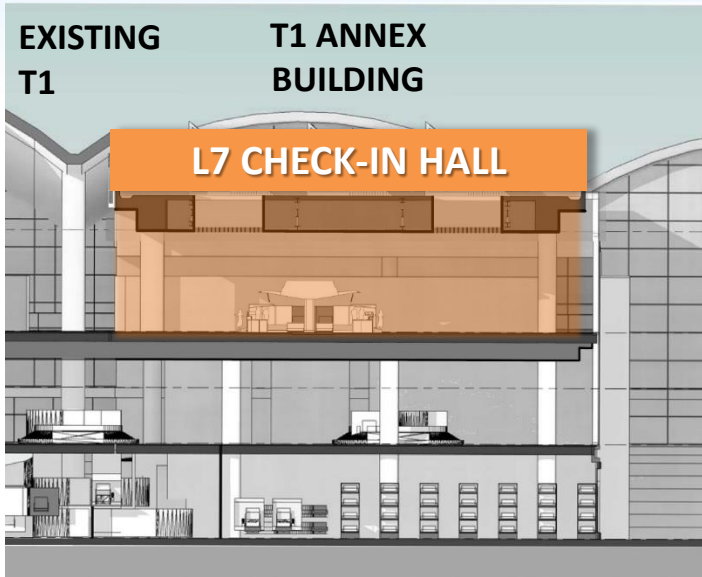 EXISTING
T1
T1 ANNEX
BUILDING
L7 CHECK-IN HALL